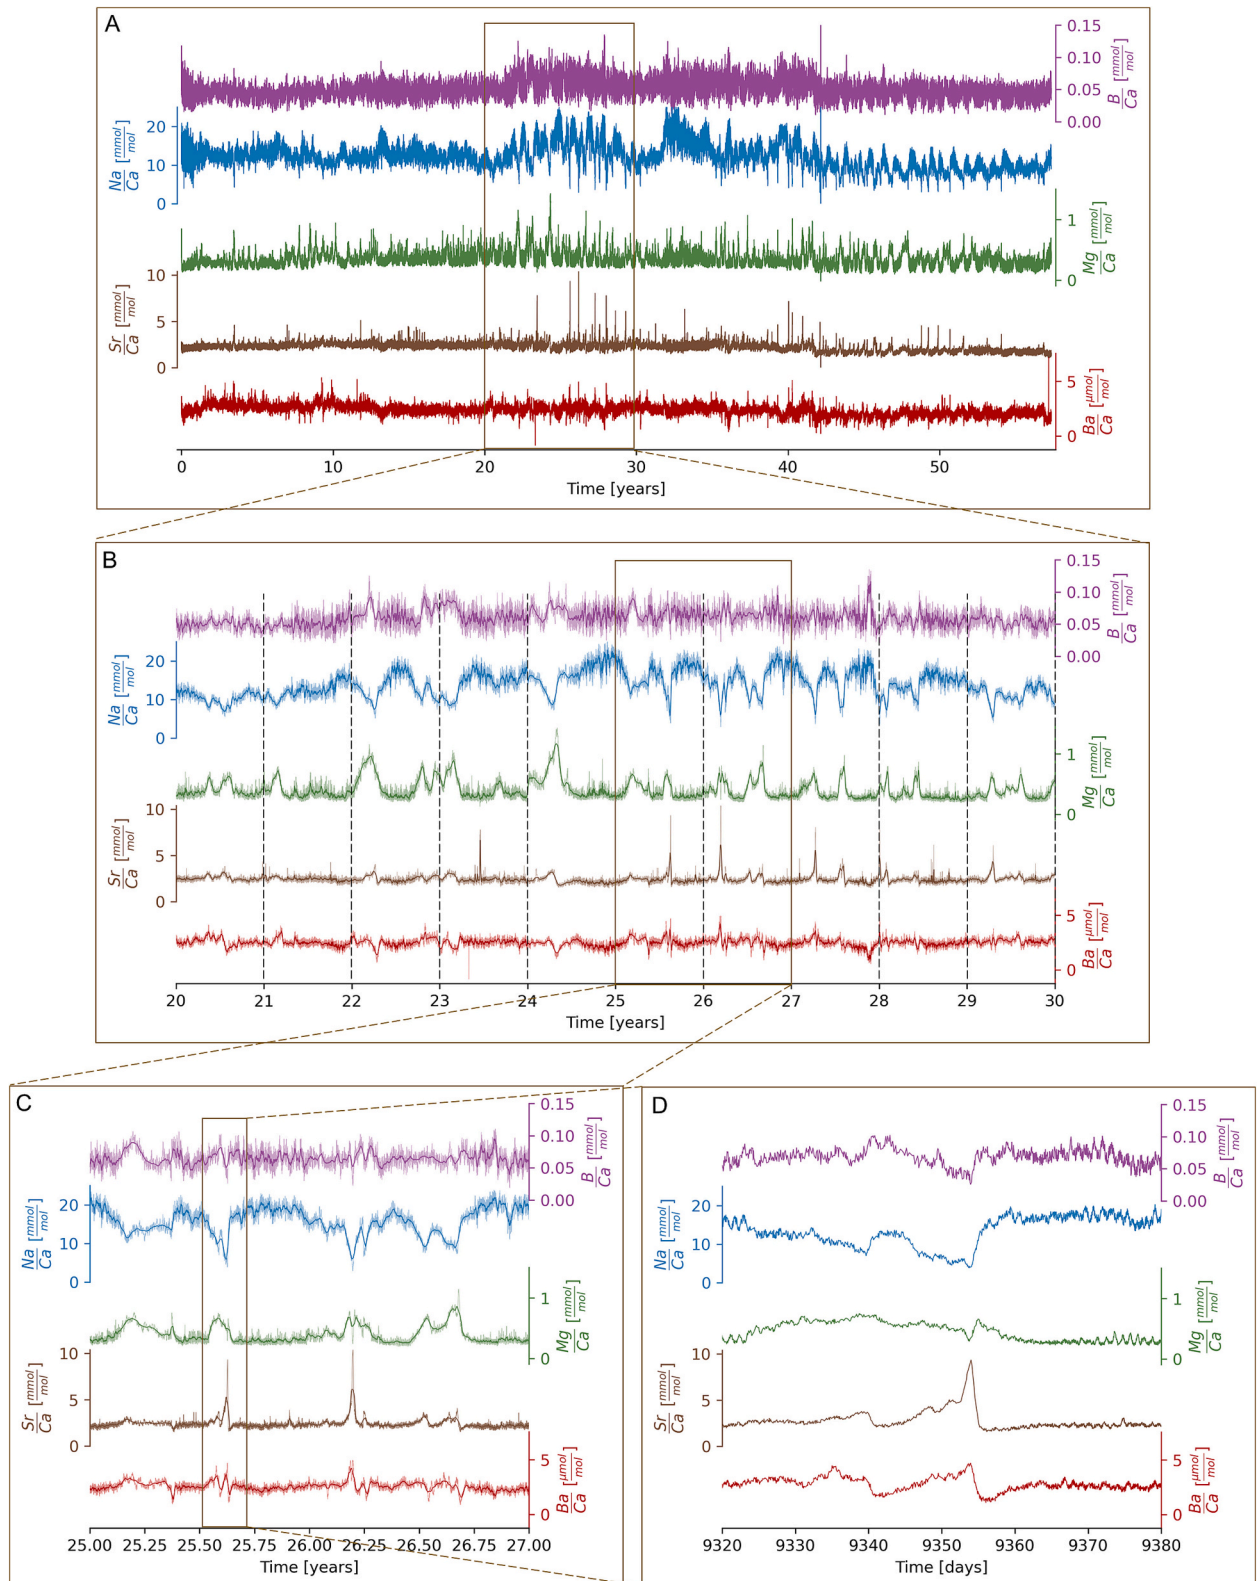 A
0.15
0.10
0.05
0.00
B/Ca [mmol/mol]
20
10
0
Na/Ca [mmol/mol]
1
0
Mg/Ca [mmol/mol]
10
5
0
Sr/Ca [mmol/mol]
5
0
Ba/Ca [μmol/mol]
0 10 20 30 40 50
Time [years]
B
0.15
0.10
0.05
0.00
B/Ca [mmol/mol]
20
10
0
Na/Ca [mmol/mol]
1
0
Mg/Ca [mmol/mol]
10
5
0
Sr/Ca [mmol/mol]
5
0
Ba/Ca [μmol/mol]
20 21 22 23 24 25 26 27 28 29 30
Time [years]
C
0.15
0.10
0.05
0.00
B/Ca [mmol/mol]
20
10
0
Na/Ca [mmol/mol]
1
0
Mg/Ca [mmol/mol]
10
5
0
Sr/Ca [mmol/mol]
5
0
Ba/Ca [μmol/mol]
25.00 25.25 25.50 25.75 26.00 26.25 26.50 26.75 27.00
Time [years]
D
0.15
0.10
0.05
0.00
B/Ca [mmol/mol]
20
10
0
Na/Ca [mmol/mol]
1
0
Mg/Ca [mmol/mol]
10
5
0
Sr/Ca [mmol/mol]
5
0
Ba/Ca [μmol/mol]
9320 9330 9340 9350 9360 9370 9380
Time [days]